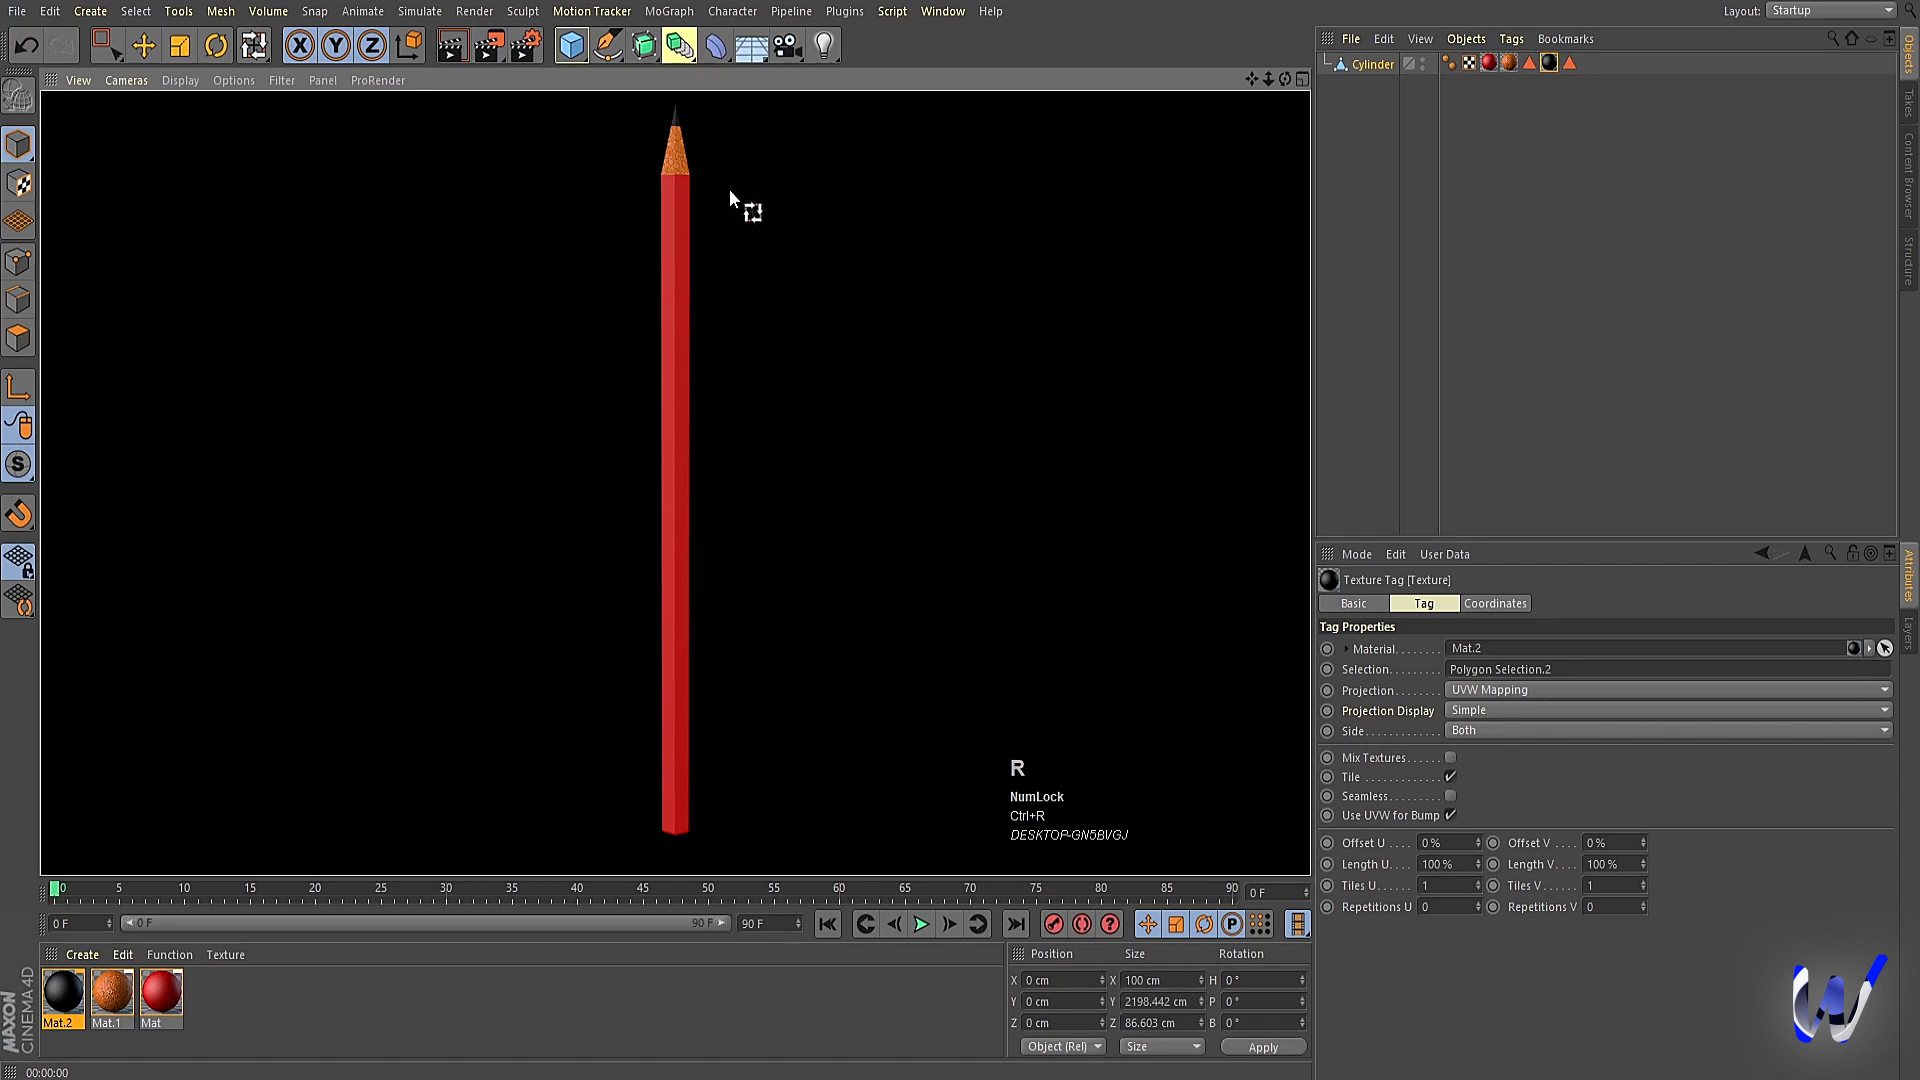 File Edit Create Select Tools Mesh Volume Snap Animate Simulate Render Sculpt Motion Tracker MoGraph Character Pipeline Plugins Script Window Help Layout: Startup
X Y Z
File Edit View Objects Tags Bookmarks
Cylinder
View Cameras Display Options Filter Panel ProRender
S
Objects
Takes
Content Browser
Structure
R
NumLock
Ctrl+R
DESKTOP-GN5BVGJ
Mode Edit User Data
Texture Tag [Texture]
Basic Tag Coordinates
Tag Properties
Material. . . . . . . . Mat.2
Selection. . . . . . . . Polygon Selection.2
Projection. . . . . . . . UVW Mapping
Projection Display Simple
Side. . . . . . . . . . . . Both
Mix Textures. . . . . .
Tile . . . . . . . . . . . .
Seamless. . . . . . . . .
Use UVW for Bump
Offset U . . . . 0 % Offset V . . . . 0 %
Length U. . . . 100 % Length V. . . . 100 %
Tiles U. . . . . . 1 Tiles V . . . . . . 1
Repetitions U 0 Repetitions V 0
Attributes
Layers
0 5 10 15 20 25 30 35 40 45 50 55 60 65 70 75 80 85 90 0 F
0 F 0 F 90 F 90 F P
Create Edit Function Texture
Mat.2 Mat.1 Mat
Position Size Rotation
X 0 cm X 100 cm H 0 °
Y 0 cm Y 2198.442 cm P 0 °
Z 0 cm Z 86.603 cm B 0 °
Object (Rel) Size Apply
MAXON
CINEMA4D
W
00:00:00